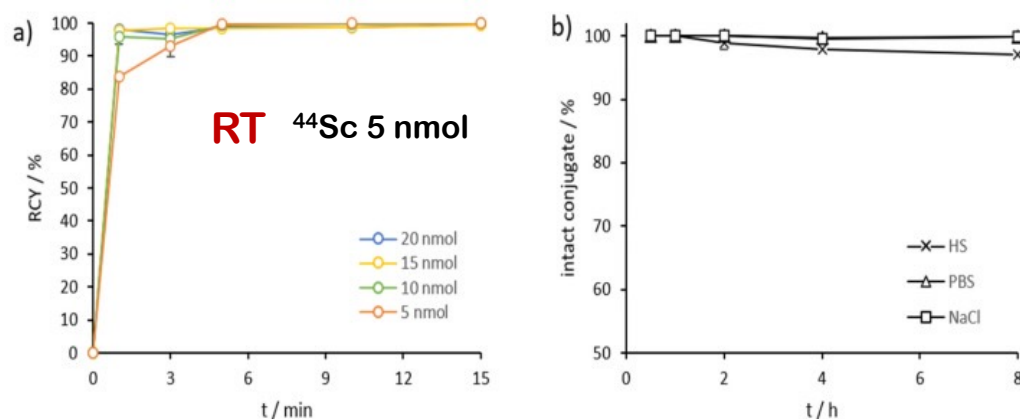 a)
100
90
80
70
60
50
40
30
20
10
0
RCY / %
RT ⁴⁴Sc 5 nmol
20 nmol
15 nmol
10 nmol
5 nmol
0 3 6 9 12 15
t / min
b)
100
90
80
70
60
50
intact conjugate / %
HS
PBS
NaCl
0 2 4 6 8
t / h